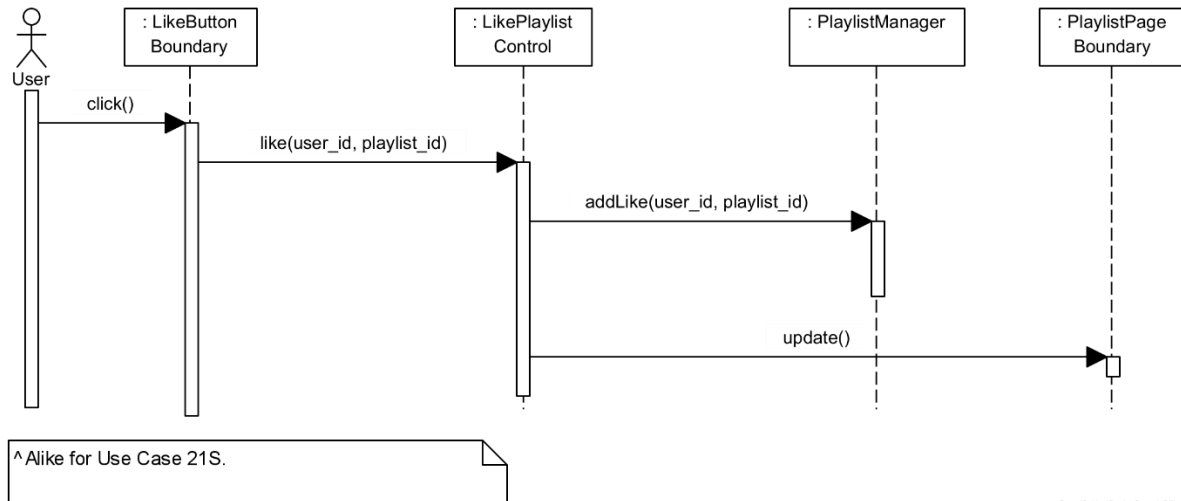 : LikeButton
Boundary
: LikePlaylist
Control
: PlaylistManager
: PlaylistPage
Boundary
User
click()
like(user_id, playlist_id)
addLike(user_id, playlist_id)
update()
^ Alike for Use Case 21S.